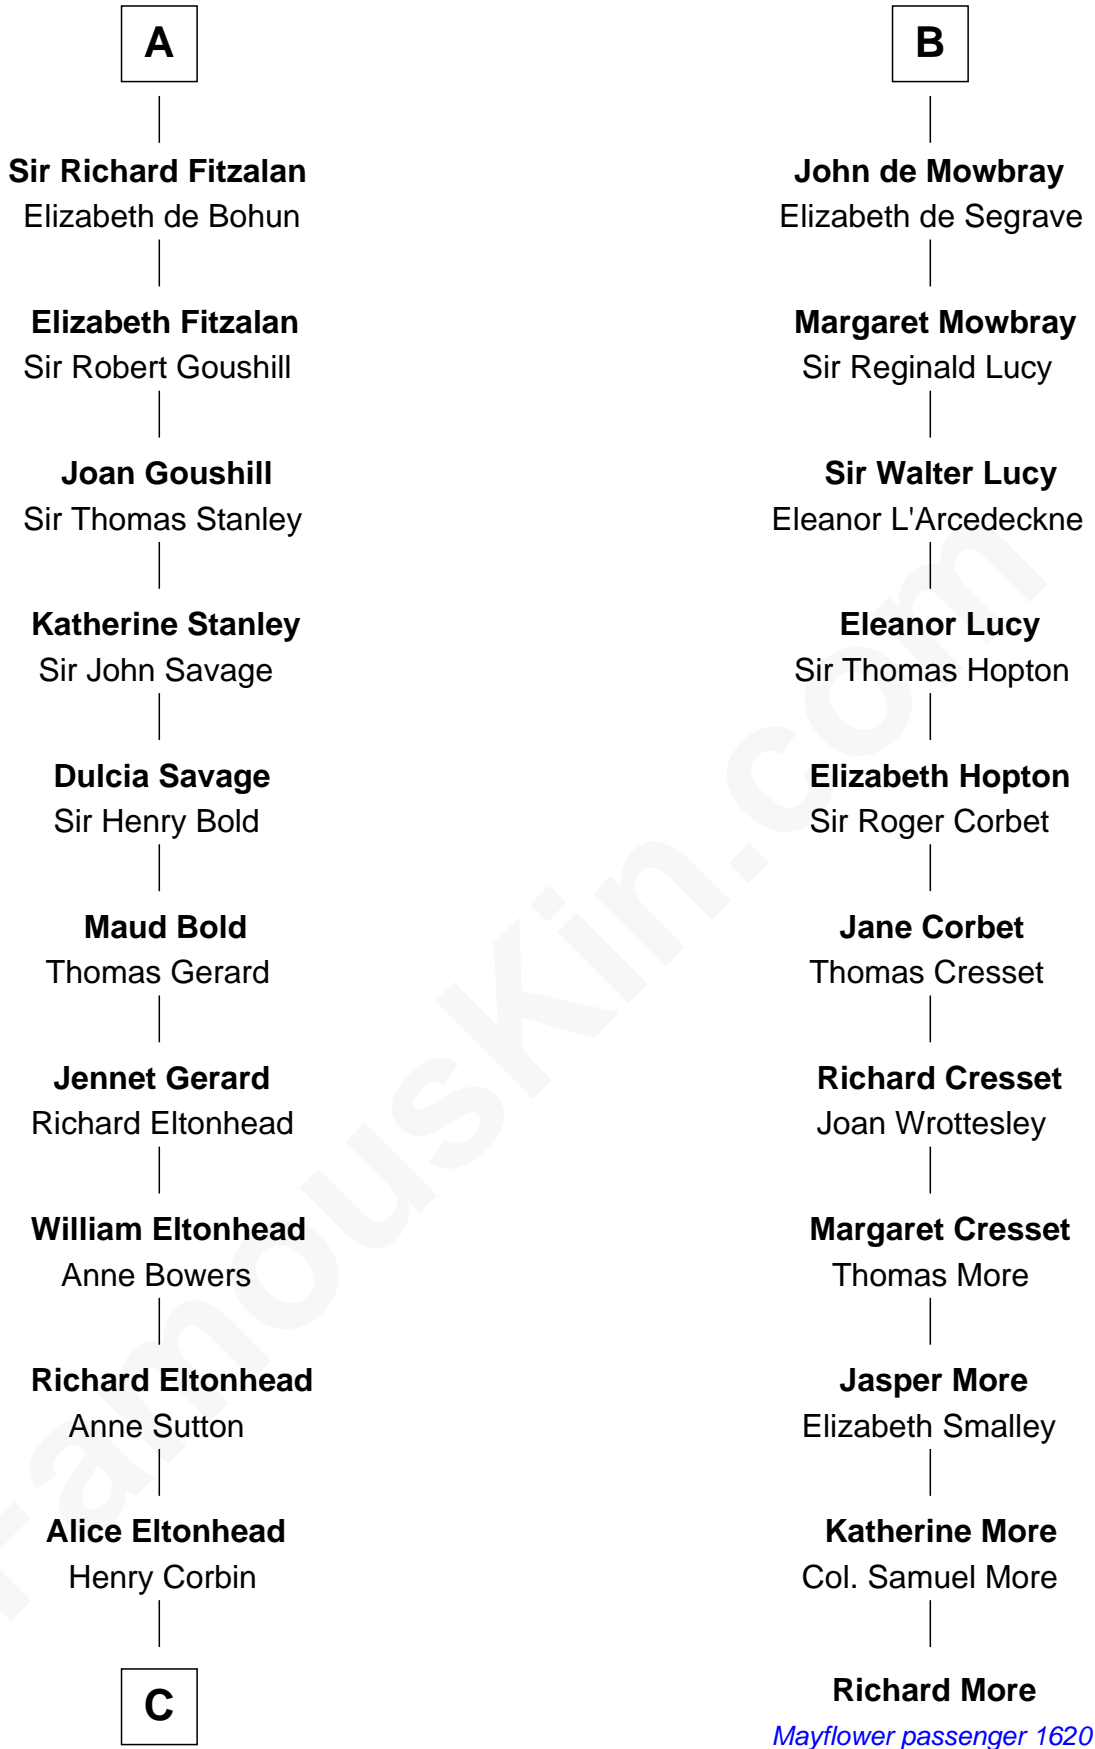 A
Sir Richard Fitzalan
Elizabeth de Bohun
Elizabeth Fitzalan
Sir Robert Goushill
Joan Goushill
Sir Thomas Stanley
Katherine Stanley
Sir John Savage
Dulcia Savage
Sir Henry Bold
Maud Bold
Thomas Gerard
Jennet Gerard
Richard Eltonhead
William Eltonhead
Anne Bowers
Richard Eltonhead
Anne Sutton
Alice Eltonhead
Henry Corbin
C
B
John de Mowbray
Elizabeth de Segrave
Margaret Mowbray
Sir Reginald Lucy
Sir Walter Lucy
Eleanor L'Arcedeckne
Eleanor Lucy
Sir Thomas Hopton
Elizabeth Hopton
Sir Roger Corbet
Jane Corbet
Thomas Cresset
Richard Cresset
Joan Wrottesley
Margaret Cresset
Thomas More
Jasper More
Elizabeth Smalley
Katherine More
Col. Samuel More
Richard More
Mayflower passenger 1620
FamousKin.com